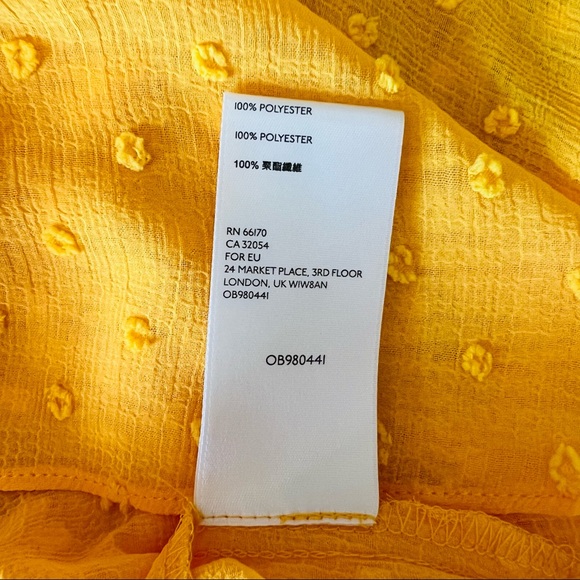 100% POLYESTER
100% POLYESTER
100% 聚酯纖維
RN 66170
CA 32054
FOR EU
24 MARKET PLACE, 3RD FLOOR
LONDON, UK W1W8AN
OB980441
OB980441